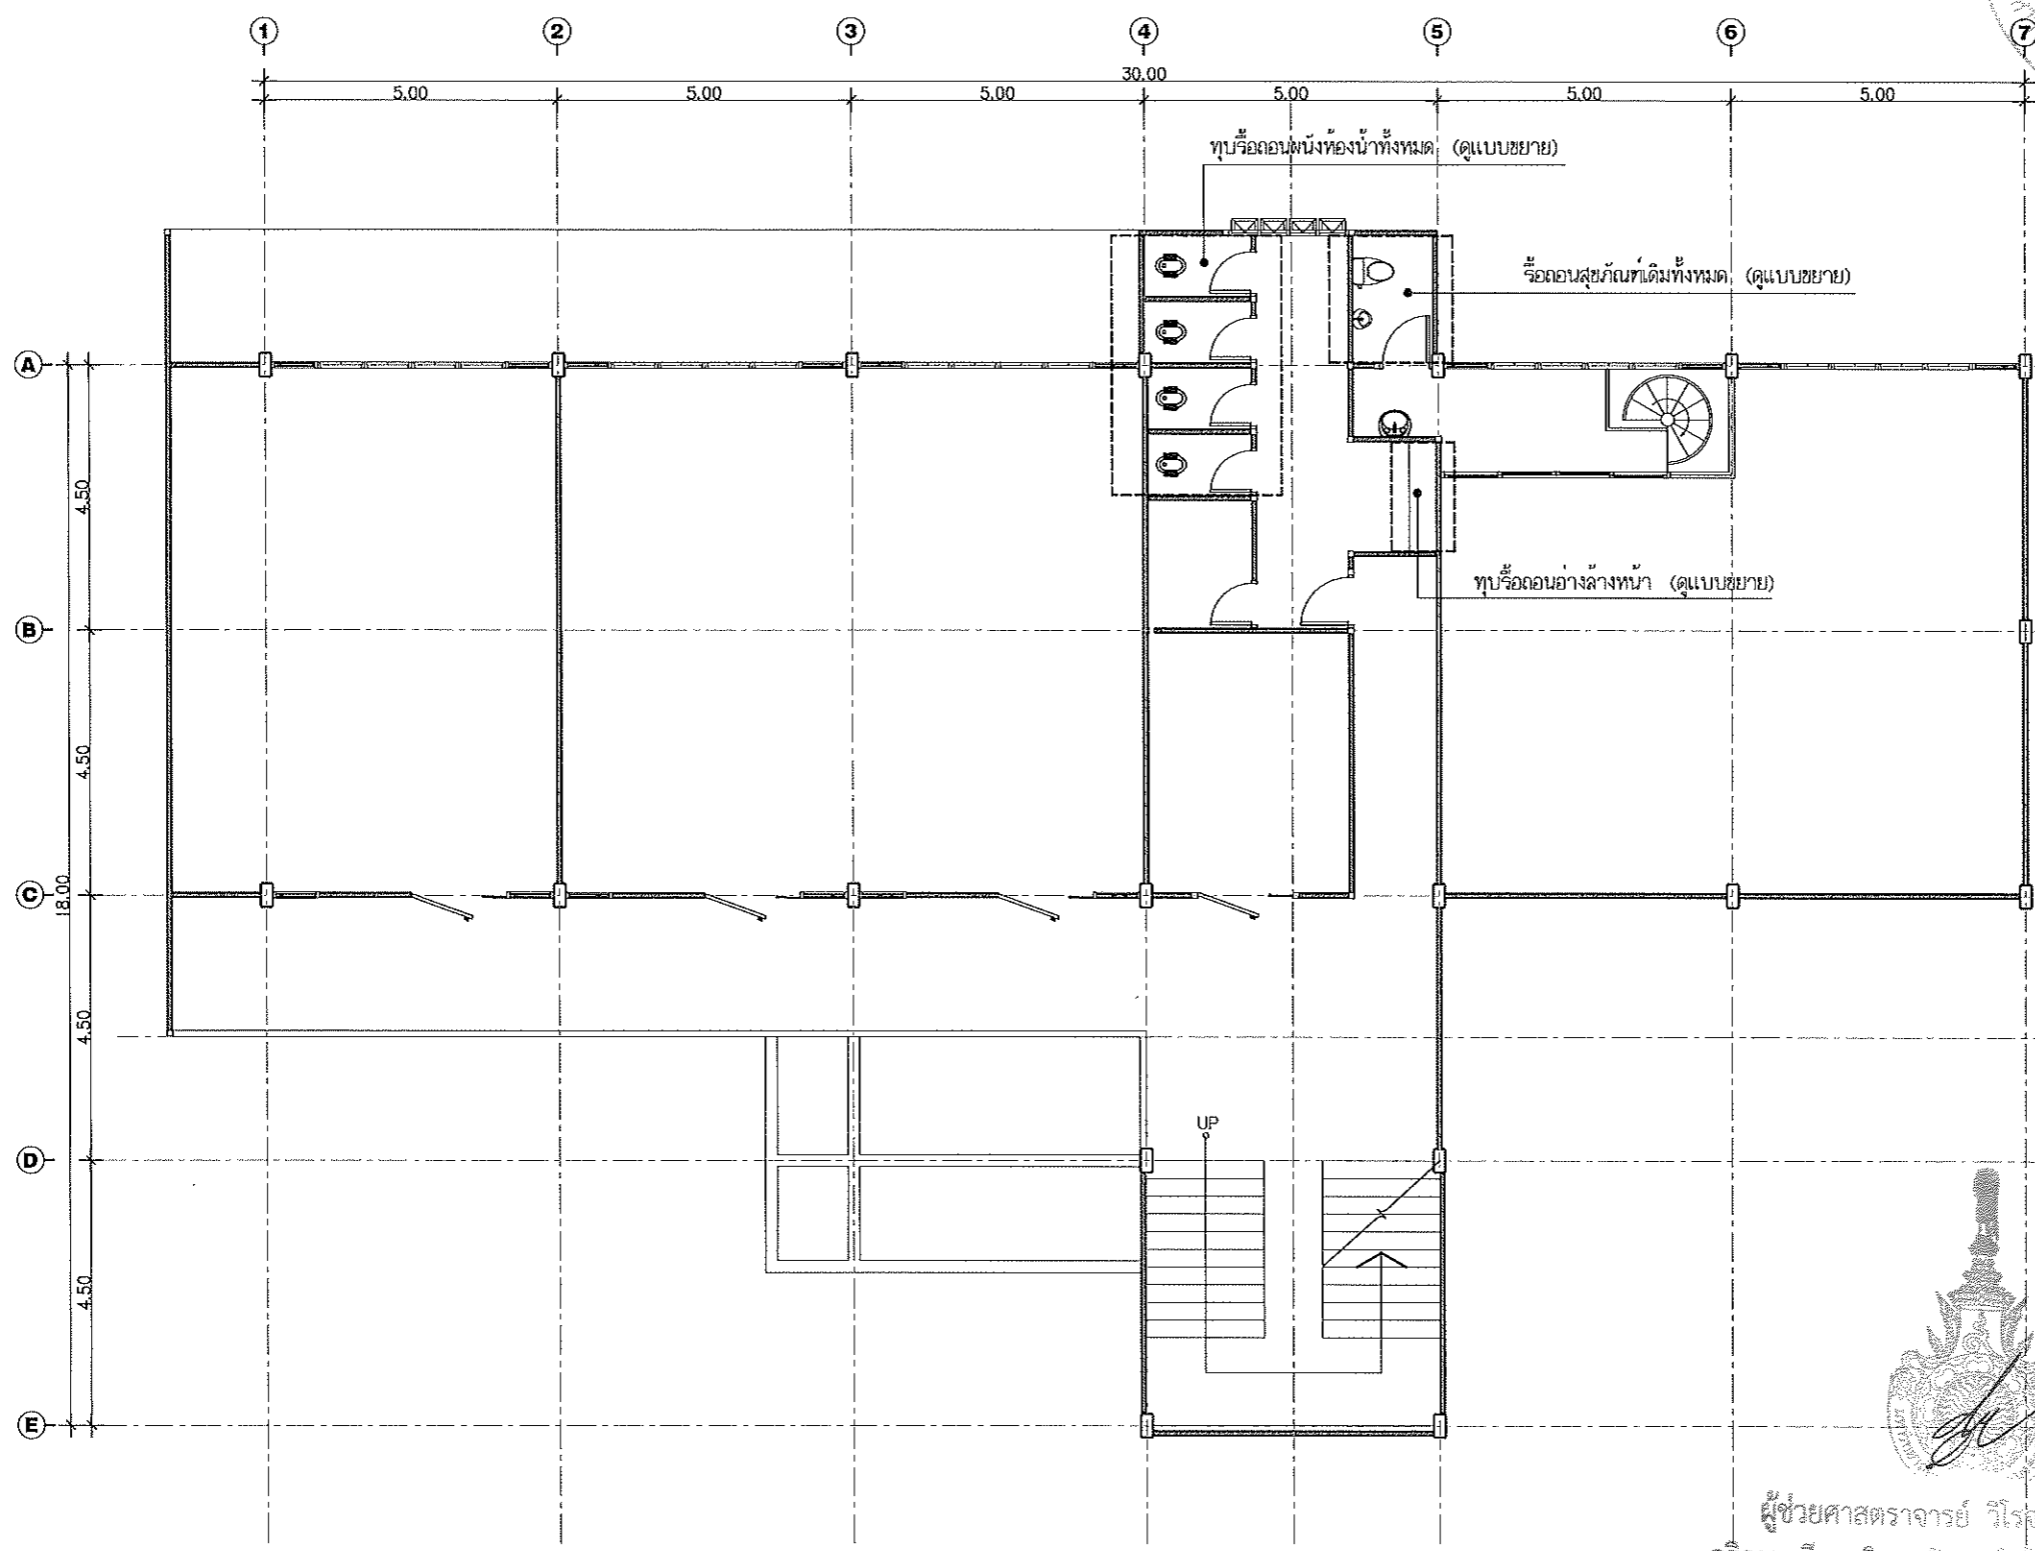 1 2 3 4 5 6 7
30.00
5.00 5.00 5.00 5.00 5.00 5.00
ทุบรื้อถอนผนังห้องน้ำทั้งหมด (ดูแบบขยาย)
รื้อถอนสุขภัณฑ์เดิมทั้งหมด (ดูแบบขยาย)
A
4.50
ทุบรื้อถอนอ่างล้างหน้า (ดูแบบขยาย)
B
4.50
C
18.00
4.50
UP
D
4.50
E
ผู้ช่วยศาสตราจารย์